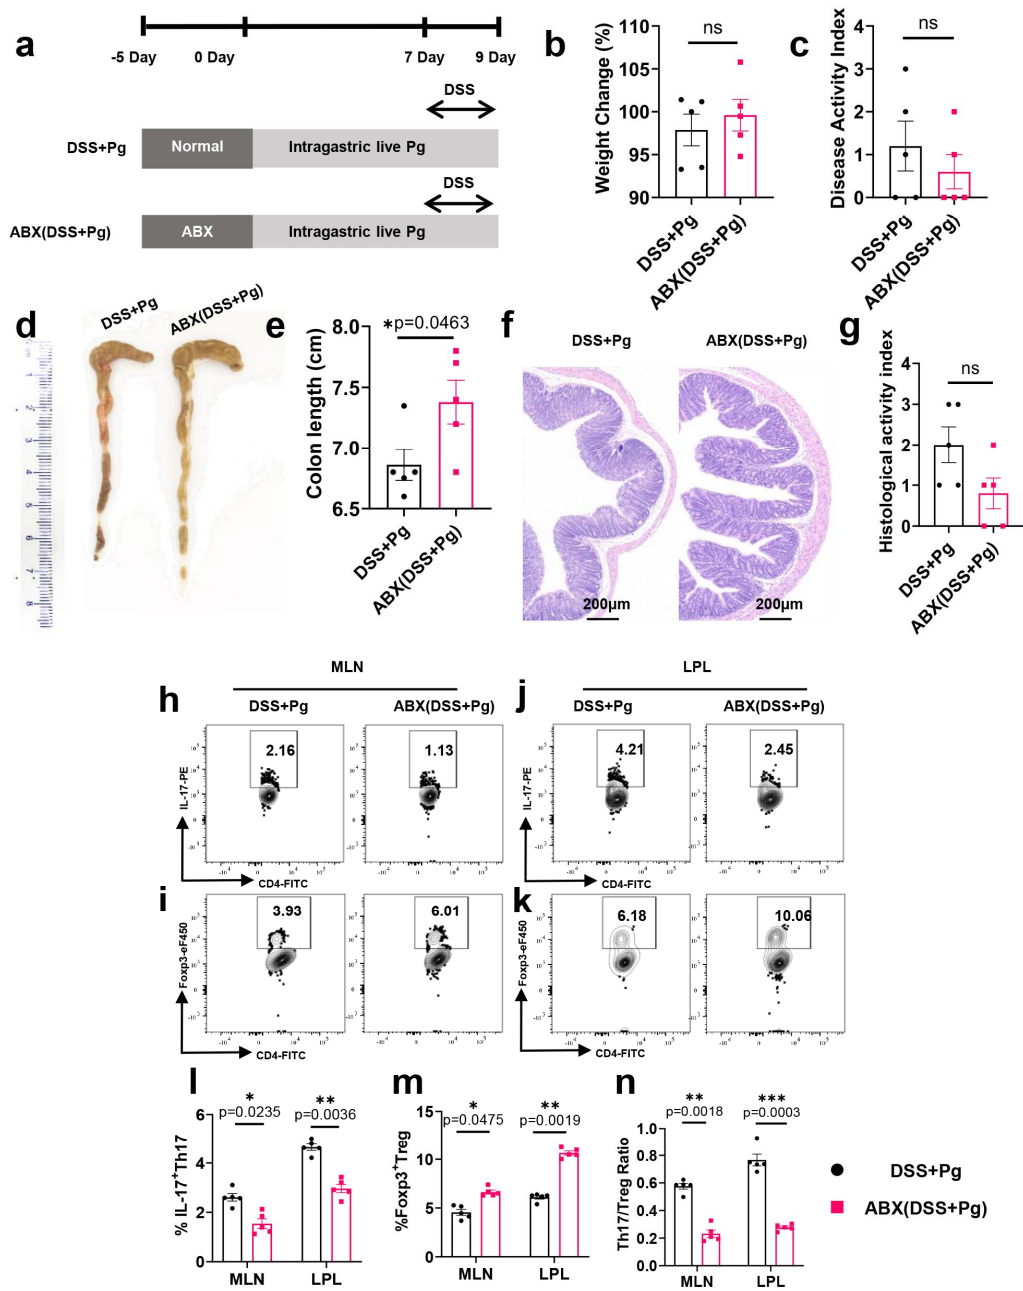 a
-5 Day
0 Day
7 Day
9 Day
DSS
DSS+Pg
Normal
Intragastric live Pg
DSS
ABX(DSS+Pg)
ABX
Intragastric live Pg
b
Weight Change (%)
110
105
100
95
90
ns
DSS+Pg
ABX(DSS+Pg)
c
Disease Activity Index
4
3
2
1
0
ns
DSS+Pg
ABX(DSS+Pg)
d
DSS+Pg
ABX(DSS+Pg)
2
3
4
5
6
7
8
e
Colon length (cm)
8.0
7.5
7.0
6.5
*p=0.0463
DSS+Pg
ABX(DSS+Pg)
f
DSS+Pg
ABX(DSS+Pg)
200μm
200μm
g
Histological activity index
4
3
2
1
0
ns
DSS+Pg
ABX(DSS+Pg)
MLN
LPL
h
DSS+Pg
ABX(DSS+Pg)
j
DSS+Pg
ABX(DSS+Pg)
2.16
1.13
4.21
2.45
IL-17-PE
CD4-FITC
IL-17-PE
CD4-FITC
i
3.93
6.01
k
6.18
10.06
Foxp3-eF450
CD4-FITC
Foxp3-eF450
CD4-FITC
l
% IL-17+Th17
6
4
2
0
*
p=0.0235
**
p=0.0036
MLN
LPL
m
%Foxp3+Treg
15
10
5
0
*
p=0.0475
**
p=0.0019
MLN
LPL
n
Th17/Treg Ratio
1.0
0.8
0.6
0.4
0.2
0.0
**
p=0.0018
***
p=0.0003
MLN
LPL
DSS+Pg
ABX(DSS+Pg)